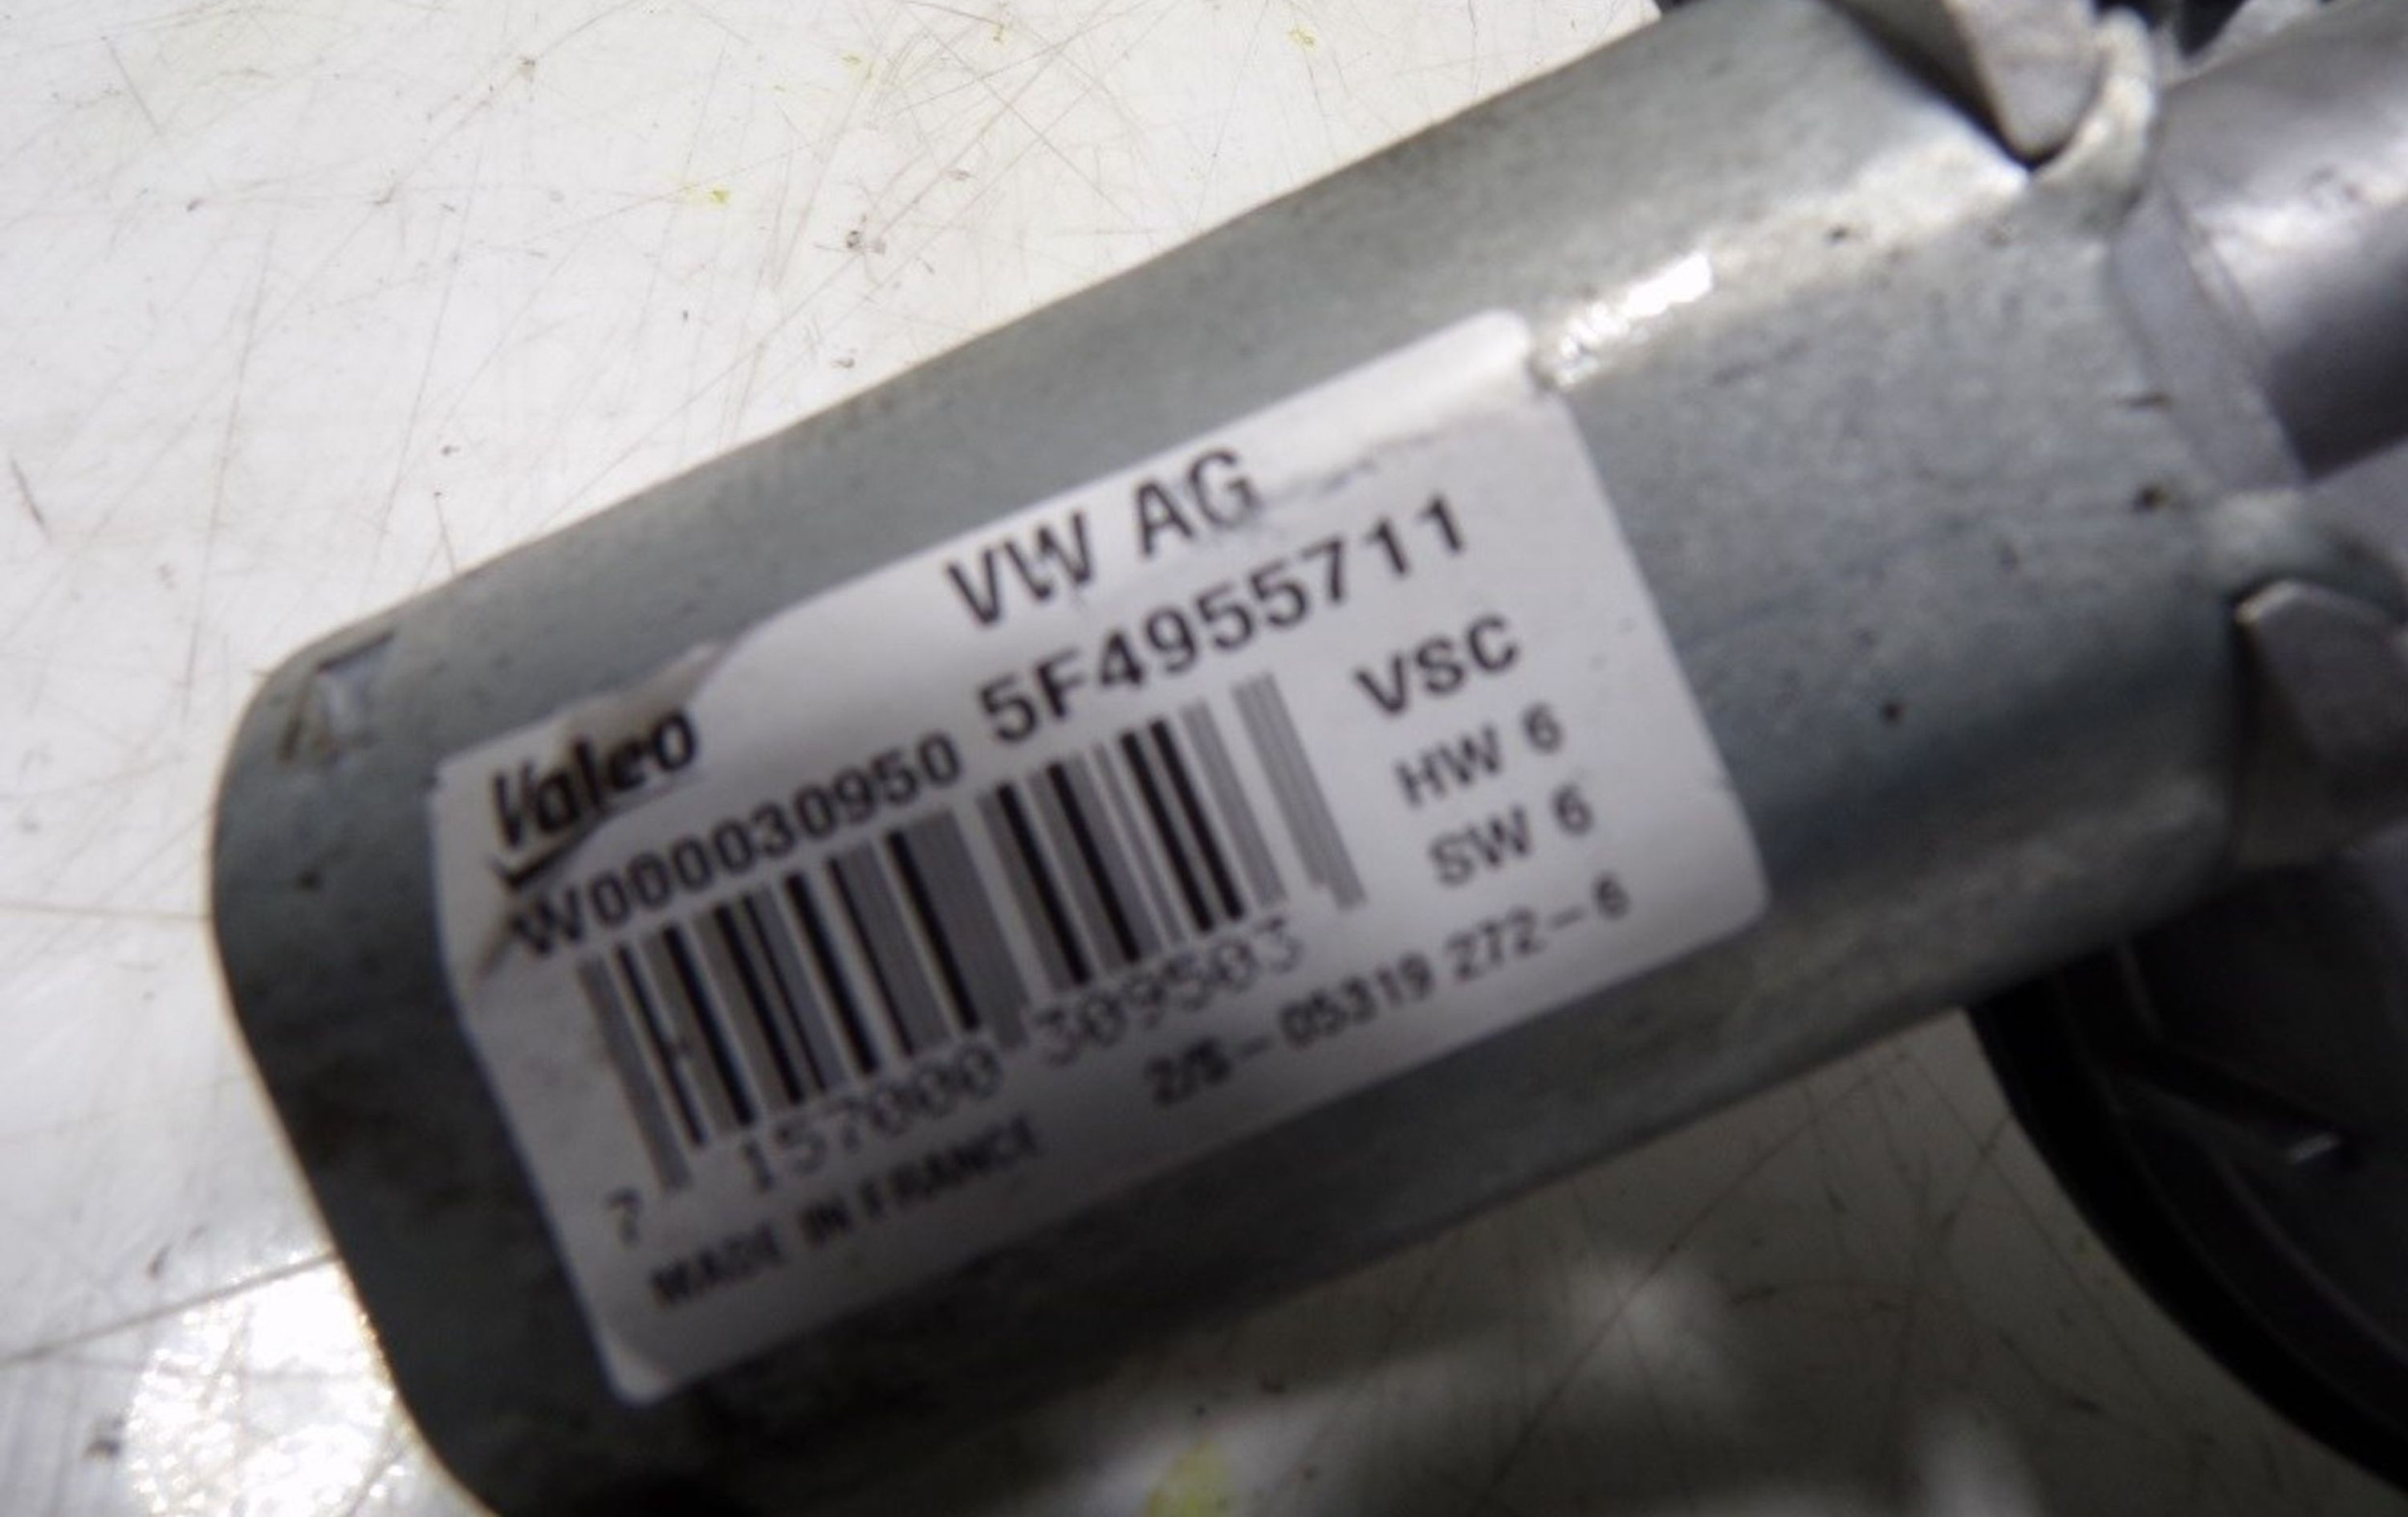 VW AG
Valeo
W000030950 5F4955711
VSC
HW 6
SW 6
7 157000 309503
2/5-05319 272-6
MADE IN FRANCE